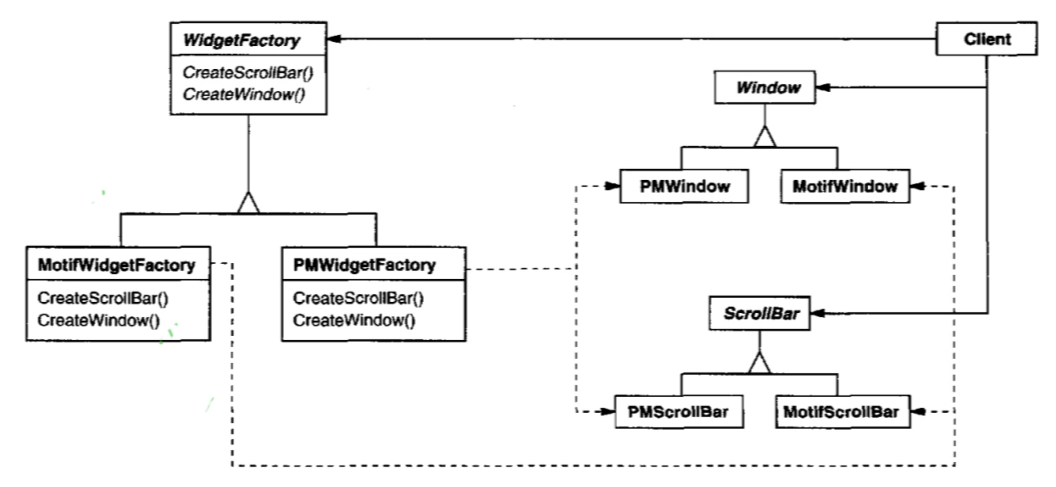 WidgetFactory
CreateScrollBar()
CreateWindow()
Client
Window
PMWindow
MotifWindow
MotifWidgetFactory
CreateScrollBar()
CreateWindow()
PMWidgetFactory
CreateScrollBar()
CreateWindow()
ScrollBar
PMScrollBar
MotifScrollBar